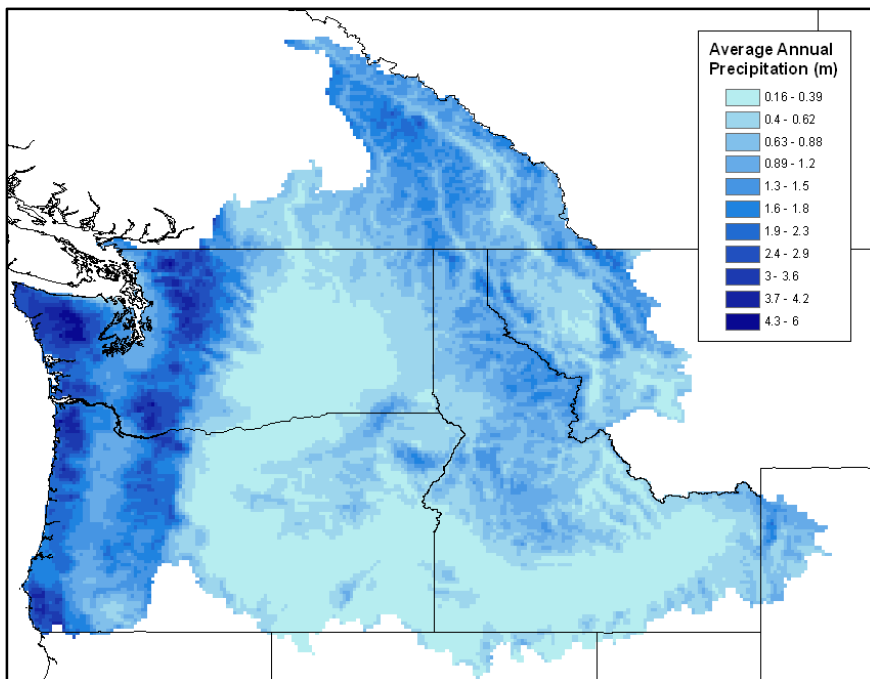 Average Annual
Precipitation (m)
0.16 - 0.39
0.4 - 0.62
0.63 - 0.88
0.89 - 1.2
1.3 - 1.5
1.6 - 1.8
1.9 - 2.3
2.4 - 2.9
3 - 3.6
3.7 - 4.2
4.3 - 6